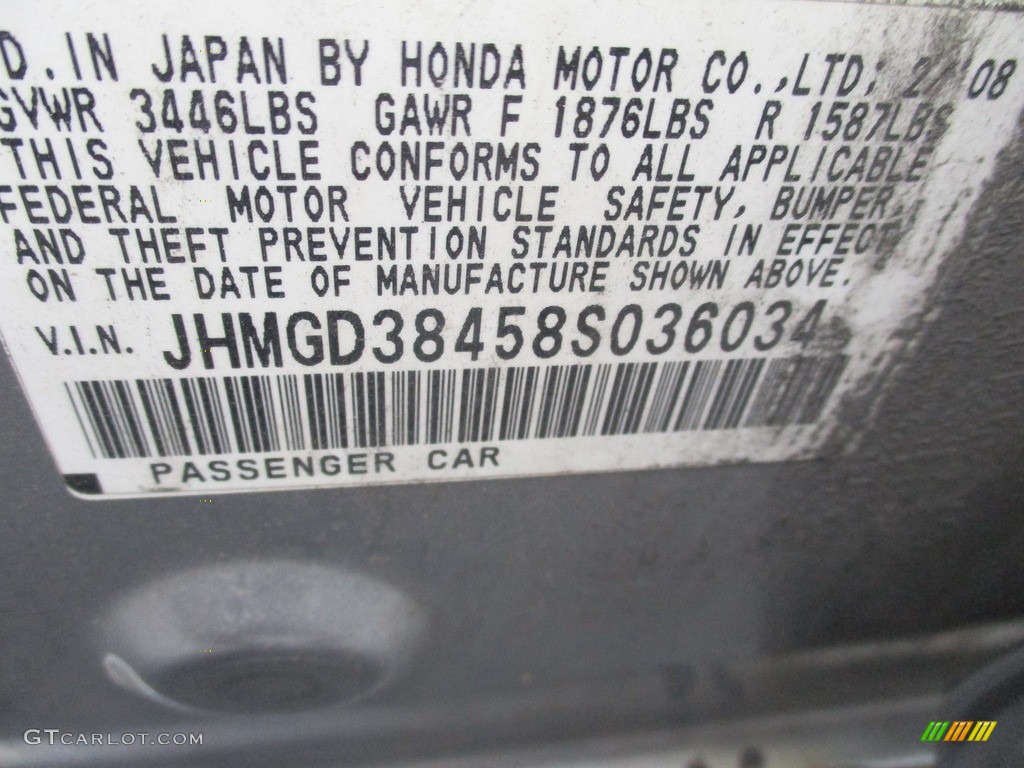 D. IN JAPAN BY HONDA MOTOR CO.,LTD; 2/08
GVWR 3446LBS GAWR F 1876LBS R 1587LBS
THIS VEHICLE CONFORMS TO ALL APPLICABLE
FEDERAL MOTOR VEHICLE SAFETY, BUMPER,
AND THEFT PREVENTION STANDARDS IN EFFECT
ON THE DATE OF MANUFACTURE SHOWN ABOVE.
V.I.N. JHMGD38458S036034
PASSENGER CAR
GTCARLOT.COM